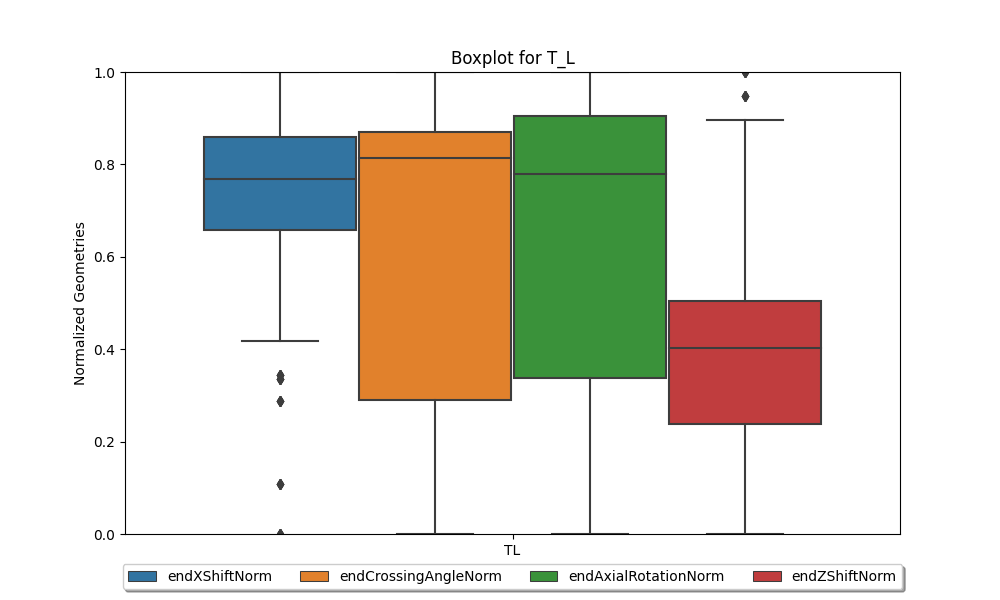 Boxplot for T_L
1.0
0.8
0.6
0.4
0.2
0.0
Normalized Geometries
TL
endXShiftNorm endCrossingAngleNorm endAxialRotationNorm endZShiftNorm